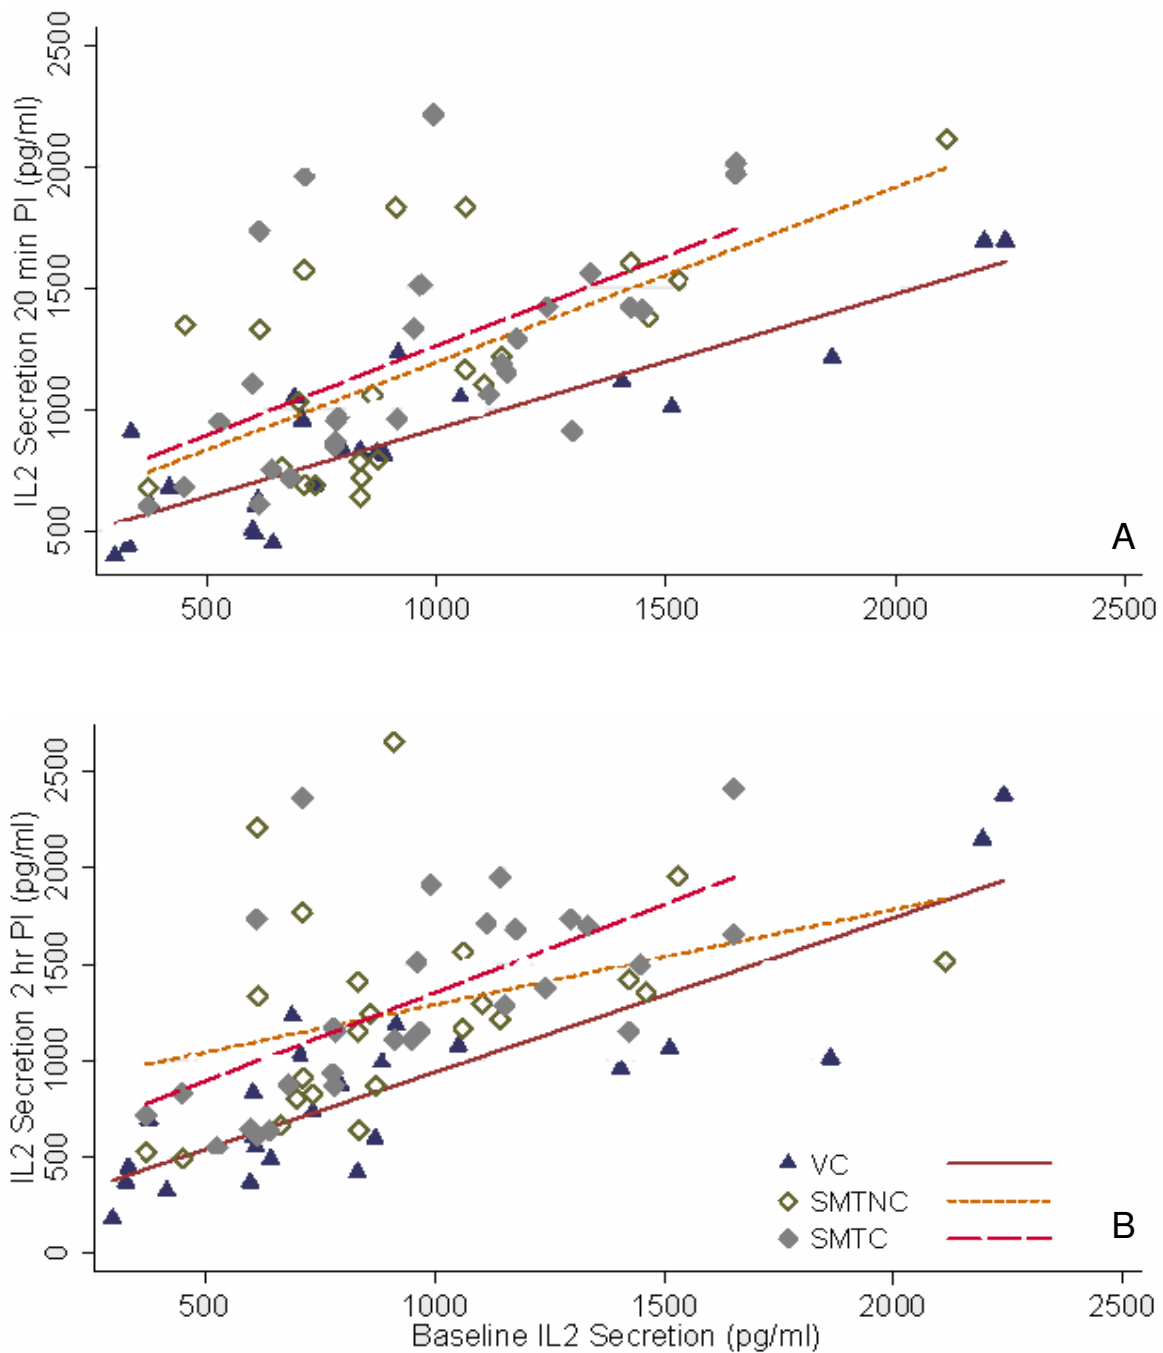 IL2 Secretion 20 min PI (pg/ml)
2500
2000
1500
1000
500
A
500 1000 1500 2000 2500
IL2 Secretion 2 hr PI (pg/ml)
2500
2000
1500
1000
500
0
VC
SMTNC
SMTC
B
500 1000 1500 2000 2500
Baseline IL2 Secretion (pg/ml)